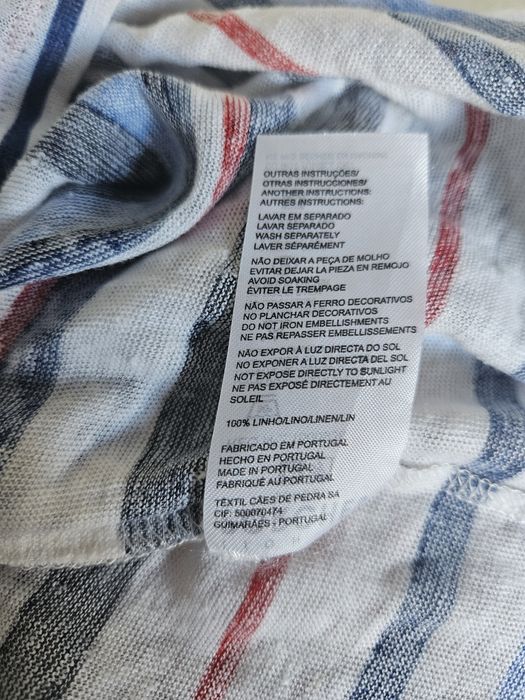 OUTRAS INSTRUÇÕES/
OTRAS INSTRUCCIONES/
ANOTHER INSTRUCTIONS:
AUTRES INSTRUCTIONS:
LAVAR EM SEPARADO
LAVAR SEPARADO
WASH SEPARATELY
LAVER SÉPARÉMENT
NÃO DEIXAR A PEÇA DE MOLHO
EVITAR DEJAR LA PIEZA EN REMOJO
AVOID SOAKING
ÉVITER LE TREMPAGE
NÃO PASSAR A FERRO DECORATIVOS
NO PLANCHAR DECORATIVOS
DO NOT IRON EMBELLISHMENTS
NE PAS REPASSER EMBELLISSEMENTS
NÃO EXPOR À LUZ DIRECTA DO SOL
NO EXPONER A LUZ DIRECTA DEL SOL
NOT EXPOSE DIRECTLY TO SUNLIGHT
NE PAS EXPOSÉ DIRECTEMENT AU
SOLEIL
100% LINHO/LINO/LINEN/LIN
FABRICADO EM PORTUGAL
HECHO EN PORTUGAL
MADE IN PORTUGAL
FABRIQUÉ AU PORTUGAL
TÊXTIL CÃES DE PEDRA SA
CIF: 500070474
GUIMARÃES - PORTUGAL